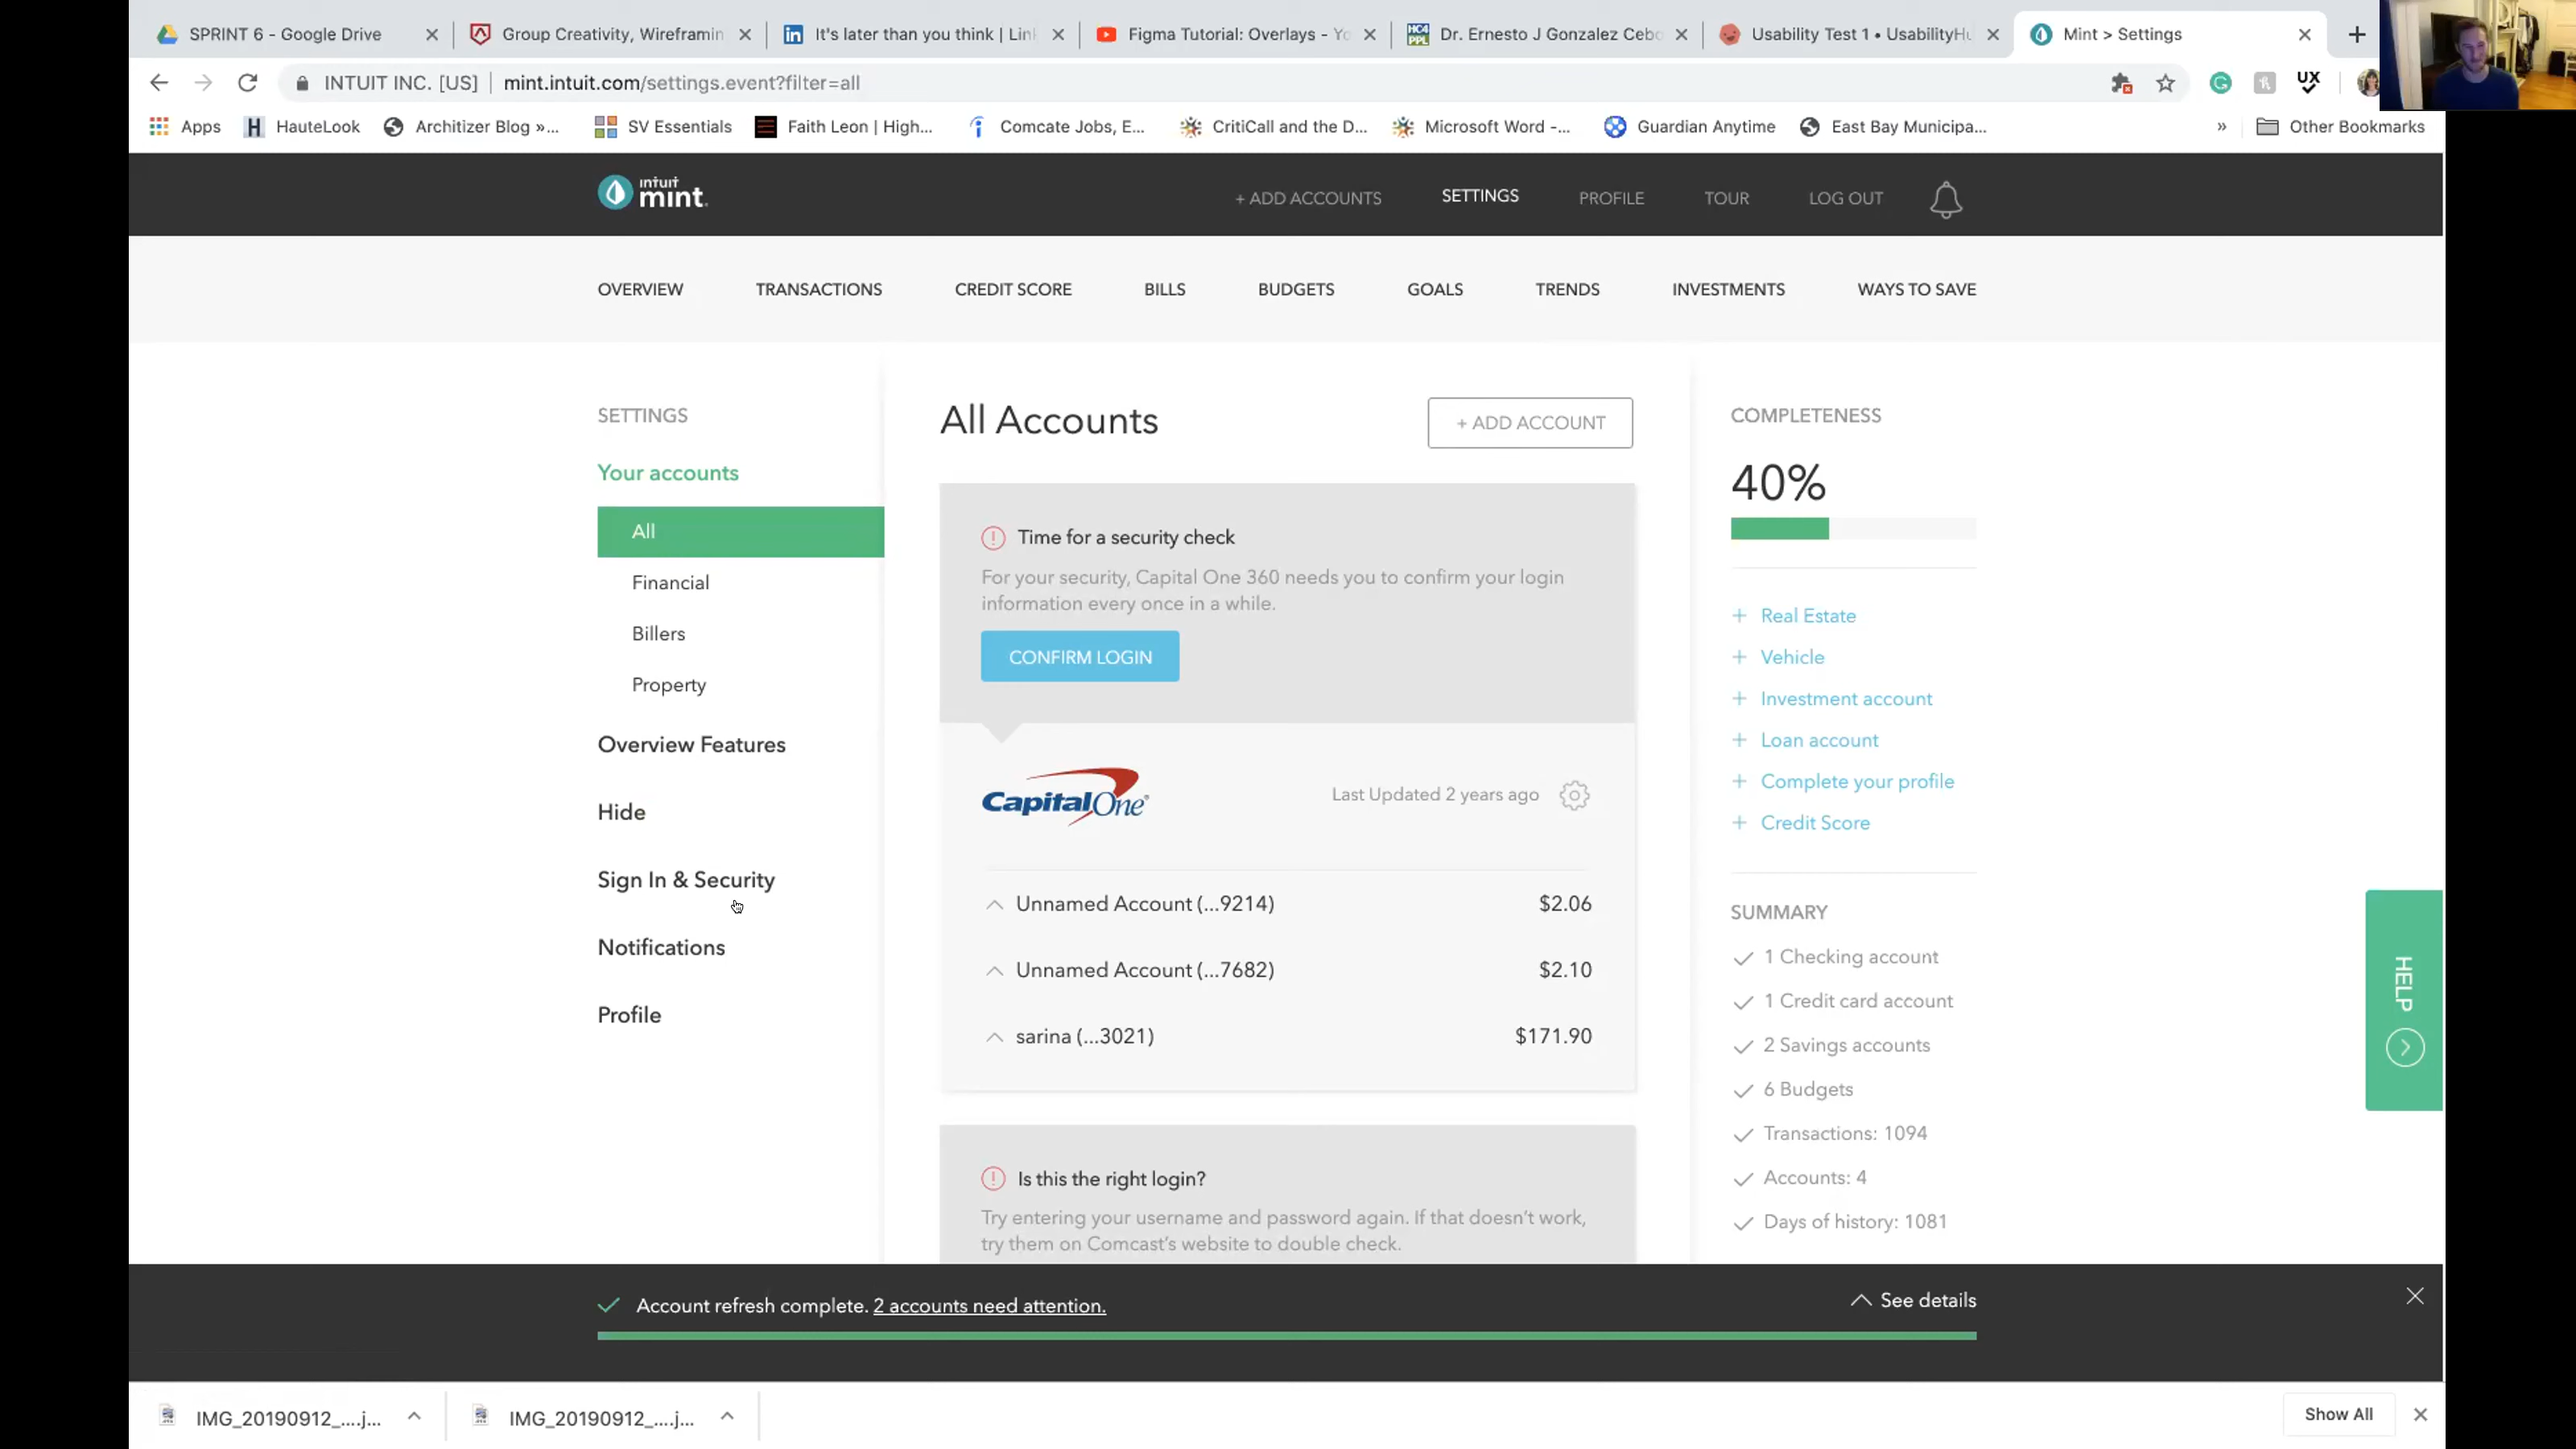 SPRINT 6 - Google Drive
Group Creativity, Wireframin
It's later than you think | Link
Figma Tutorial: Overlays - Yo
Dr. Ernesto J Gonzalez Cebo
Usability Test 1 • UsabilityHu
Mint > Settings
INTUIT INC. [US] | mint.intuit.com/settings.event?filter=all
UX
Apps
HauteLook
Architizer Blog »...
SV Essentials
Faith Leon | High...
Comcate Jobs, E...
CritiCall and the D...
Microsoft Word -...
Guardian Anytime
East Bay Municipa...
»
Other Bookmarks
intuit
mint.
+ ADD ACCOUNTS
SETTINGS
PROFILE
TOUR
LOG OUT
OVERVIEW
TRANSACTIONS
CREDIT SCORE
BILLS
BUDGETS
GOALS
TRENDS
INVESTMENTS
WAYS TO SAVE
SETTINGS
Your accounts
All
Financial
Billers
Property
Overview Features
Hide
Sign In & Security
Notifications
Profile
All Accounts
+ ADD ACCOUNT
Time for a security check
For your security, Capital One 360 needs you to confirm your login
information every once in a while.
CONFIRM LOGIN
CapitalOne
Last Updated 2 years ago
Unnamed Account (...9214) $2.06
Unnamed Account (...7682) $2.10
sarina (...3021) $171.90
Is this the right login?
Try entering your username and password again. If that doesn't work,
try them on Comcast's website to double check.
COMPLETENESS
40%
+ Real Estate
+ Vehicle
+ Investment account
+ Loan account
+ Complete your profile
+ Credit Score
SUMMARY
1 Checking account
1 Credit card account
2 Savings accounts
6 Budgets
Transactions: 1094
Accounts: 4
Days of history: 1081
HELP
Account refresh complete. 2 accounts need attention.
See details
IMG_20190912_....j...
IMG_20190912_....j...
Show All